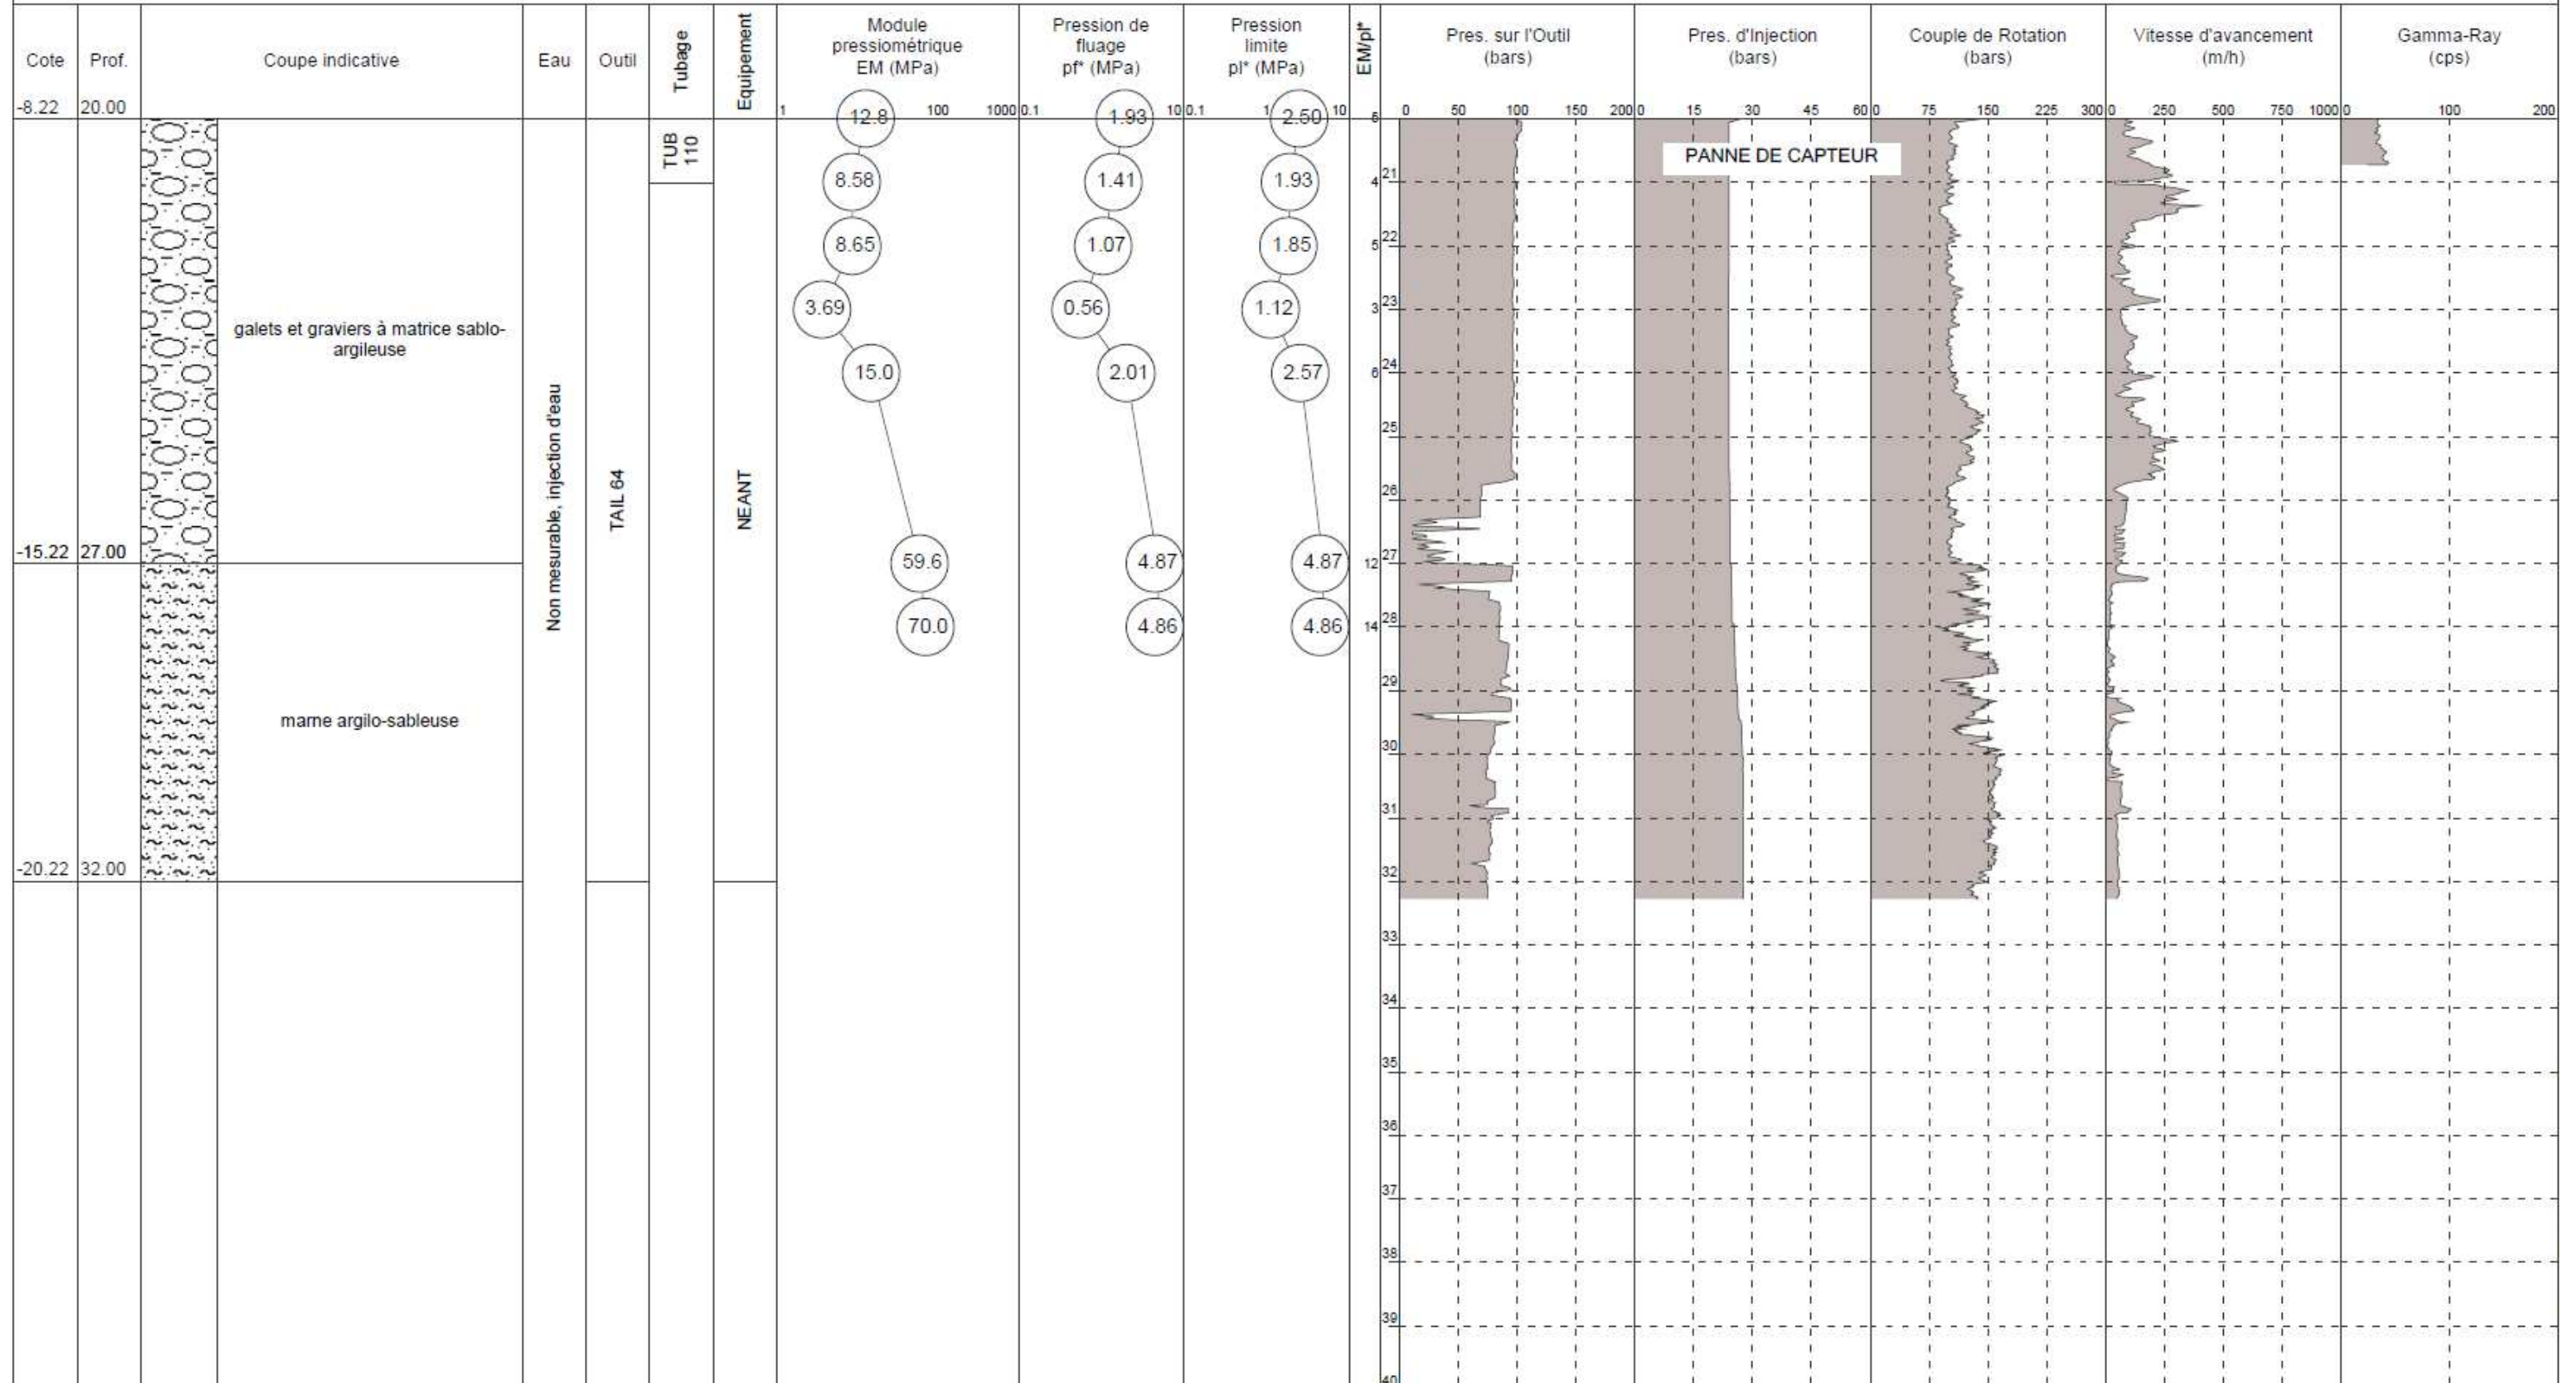 Cote
Prof.
Coupe indicative
Eau
Outil
Tubage
Equipement
Module
pressiométrique
EM (MPa)
Pression de
fluage
pf* (MPa)
Pression
limite
pl* (MPa)
EM/pl*
Pres. sur l'Outil
(bars)
Pres. d'Injection
(bars)
Couple de Rotation
(bars)
Vitesse d'avancement
(m/h)
Gamma-Ray
(cps)
-8.22 20.00
1 100 1000
0.1 10
0.1 1 10
0 50 100 150 200
0 15 30 45 60
0 75 150 225 300
0 250 500 750 1000
0 100 200
12.8 1.93 2.50
TUB
110
PANNE DE CAPTEUR
8.58 1.41 1.93 4 21
8.65 1.07 1.85 5 22
3.69 0.56 1.12 3 23
galets et graviers à matrice sablo-
argileuse
15.0 2.01 2.57 6 24
25
Non mesurable, injection d'eau
TAIL 64
NEANT
26
-15.22 27.00 59.6 4.87 4.87 12 27
70.0 4.86 4.86 14 28
29
marne argilo-sableuse
30
31
-20.22 32.00 32
33
34
35
36
37
38
39
40